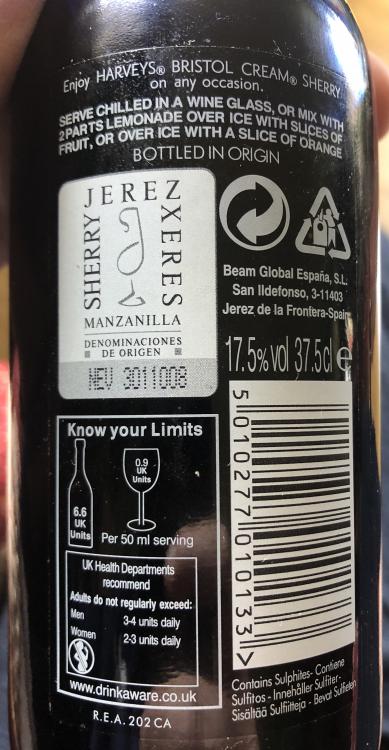 Enjoy HARVEYS® BRISTOL CREAM® SHERRY
on any occasion.
SERVE CHILLED IN A WINE GLASS, OR MIX WITH
2 PARTS LEMONADE OVER ICE WITH SLICES OF
FRUIT, OR OVER ICE WITH A SLICE OF ORANGE
BOTTLED IN ORIGIN
JEREZ
XERES
SHERRY
MANZANILLA
DENOMINACIONES
DE ORIGEN
NEV 3011008
Beam Global España, S.L.
San Ildefonso, 3-11403
Jerez de la Frontera-Spain
17.5% vol 37.5cl e
Know your Limits
6.6
UK
Units
0.9
UK
Units
Per 50 ml serving
UK Health Departments
recommend
Adults do not regularly exceed:
Men 3-4 units daily
Women 2-3 units daily
www.drinkaware.co.uk
R.E.A. 202 CA
5 010277 010133 >
Contains Sulphites- Contiene
Sulfitos - Innehåller Sulfiter-
Sisältää Sulfiitteja - Bevat Sulfieten